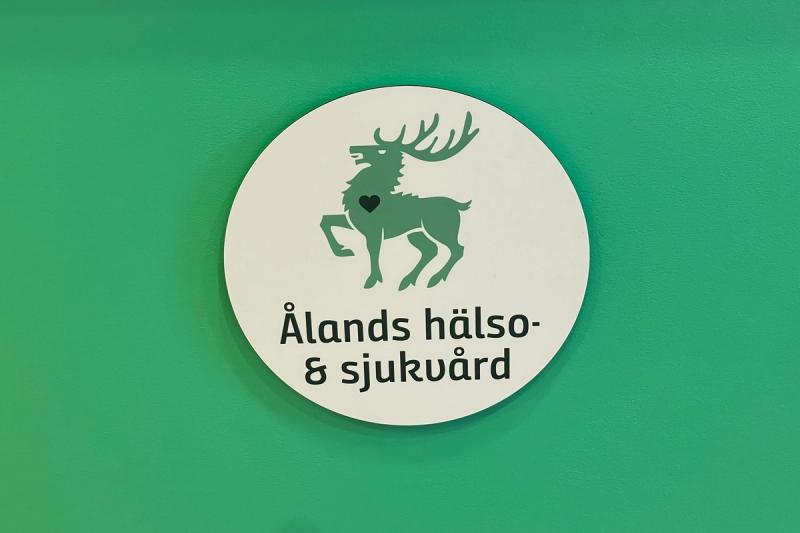 Ålands hälso-
& sjukvård